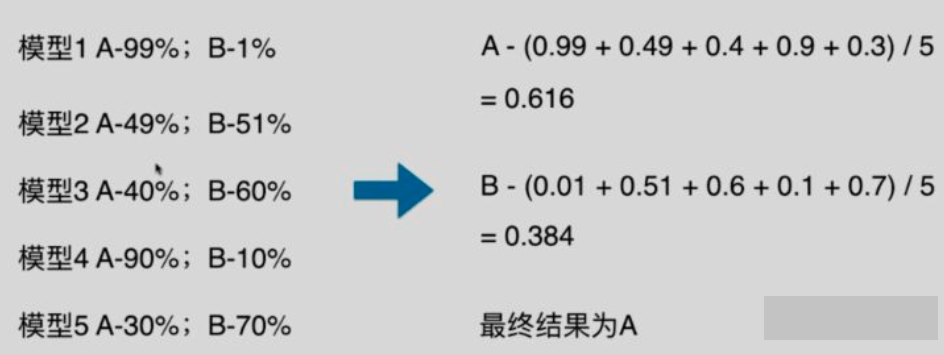 模型1 A-99%；B-1%
模型2 A-49%；B-51%
模型3 A-40%；B-60%
模型4 A-90%；B-10%
模型5 A-30%；B-70%
A - (0.99 + 0.49 + 0.4 + 0.9 + 0.3) / 5
= 0.616
B - (0.01 + 0.51 + 0.6 + 0.1 + 0.7) / 5
= 0.384
最终结果为A